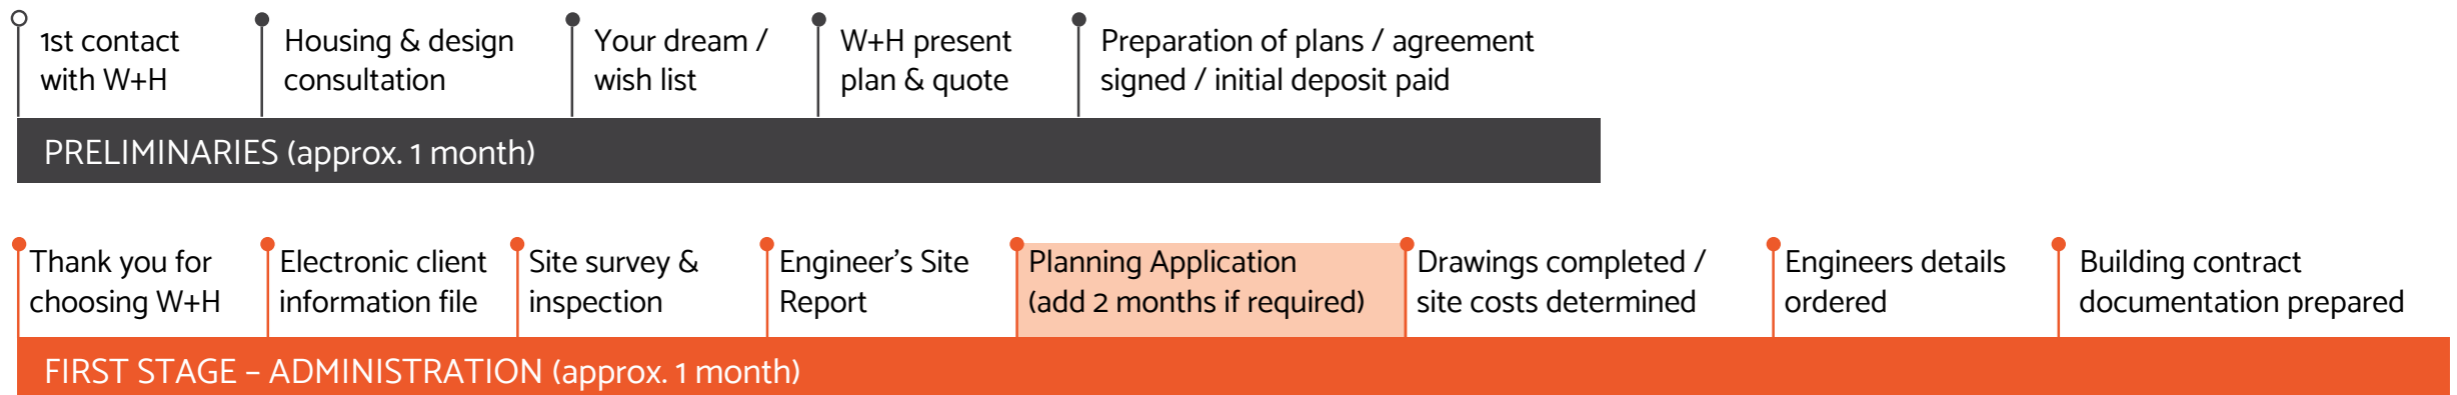 1st contact
with W+H
Housing & design
consultation
Your dream /
wish list
W+H present
plan & quote
Preparation of plans / agreement
signed / initial deposit paid
PRELIMINARIES (approx. 1 month)
Thank you for
choosing W+H
Electronic client
information file
Site survey &
inspection
Engineer’s Site
Report
Planning Application
(add 2 months if required)
Drawings completed /
site costs determined
Engineers details
ordered
Building contract
documentation prepared
FIRST STAGE – ADMINISTRATION (approx. 1 month)